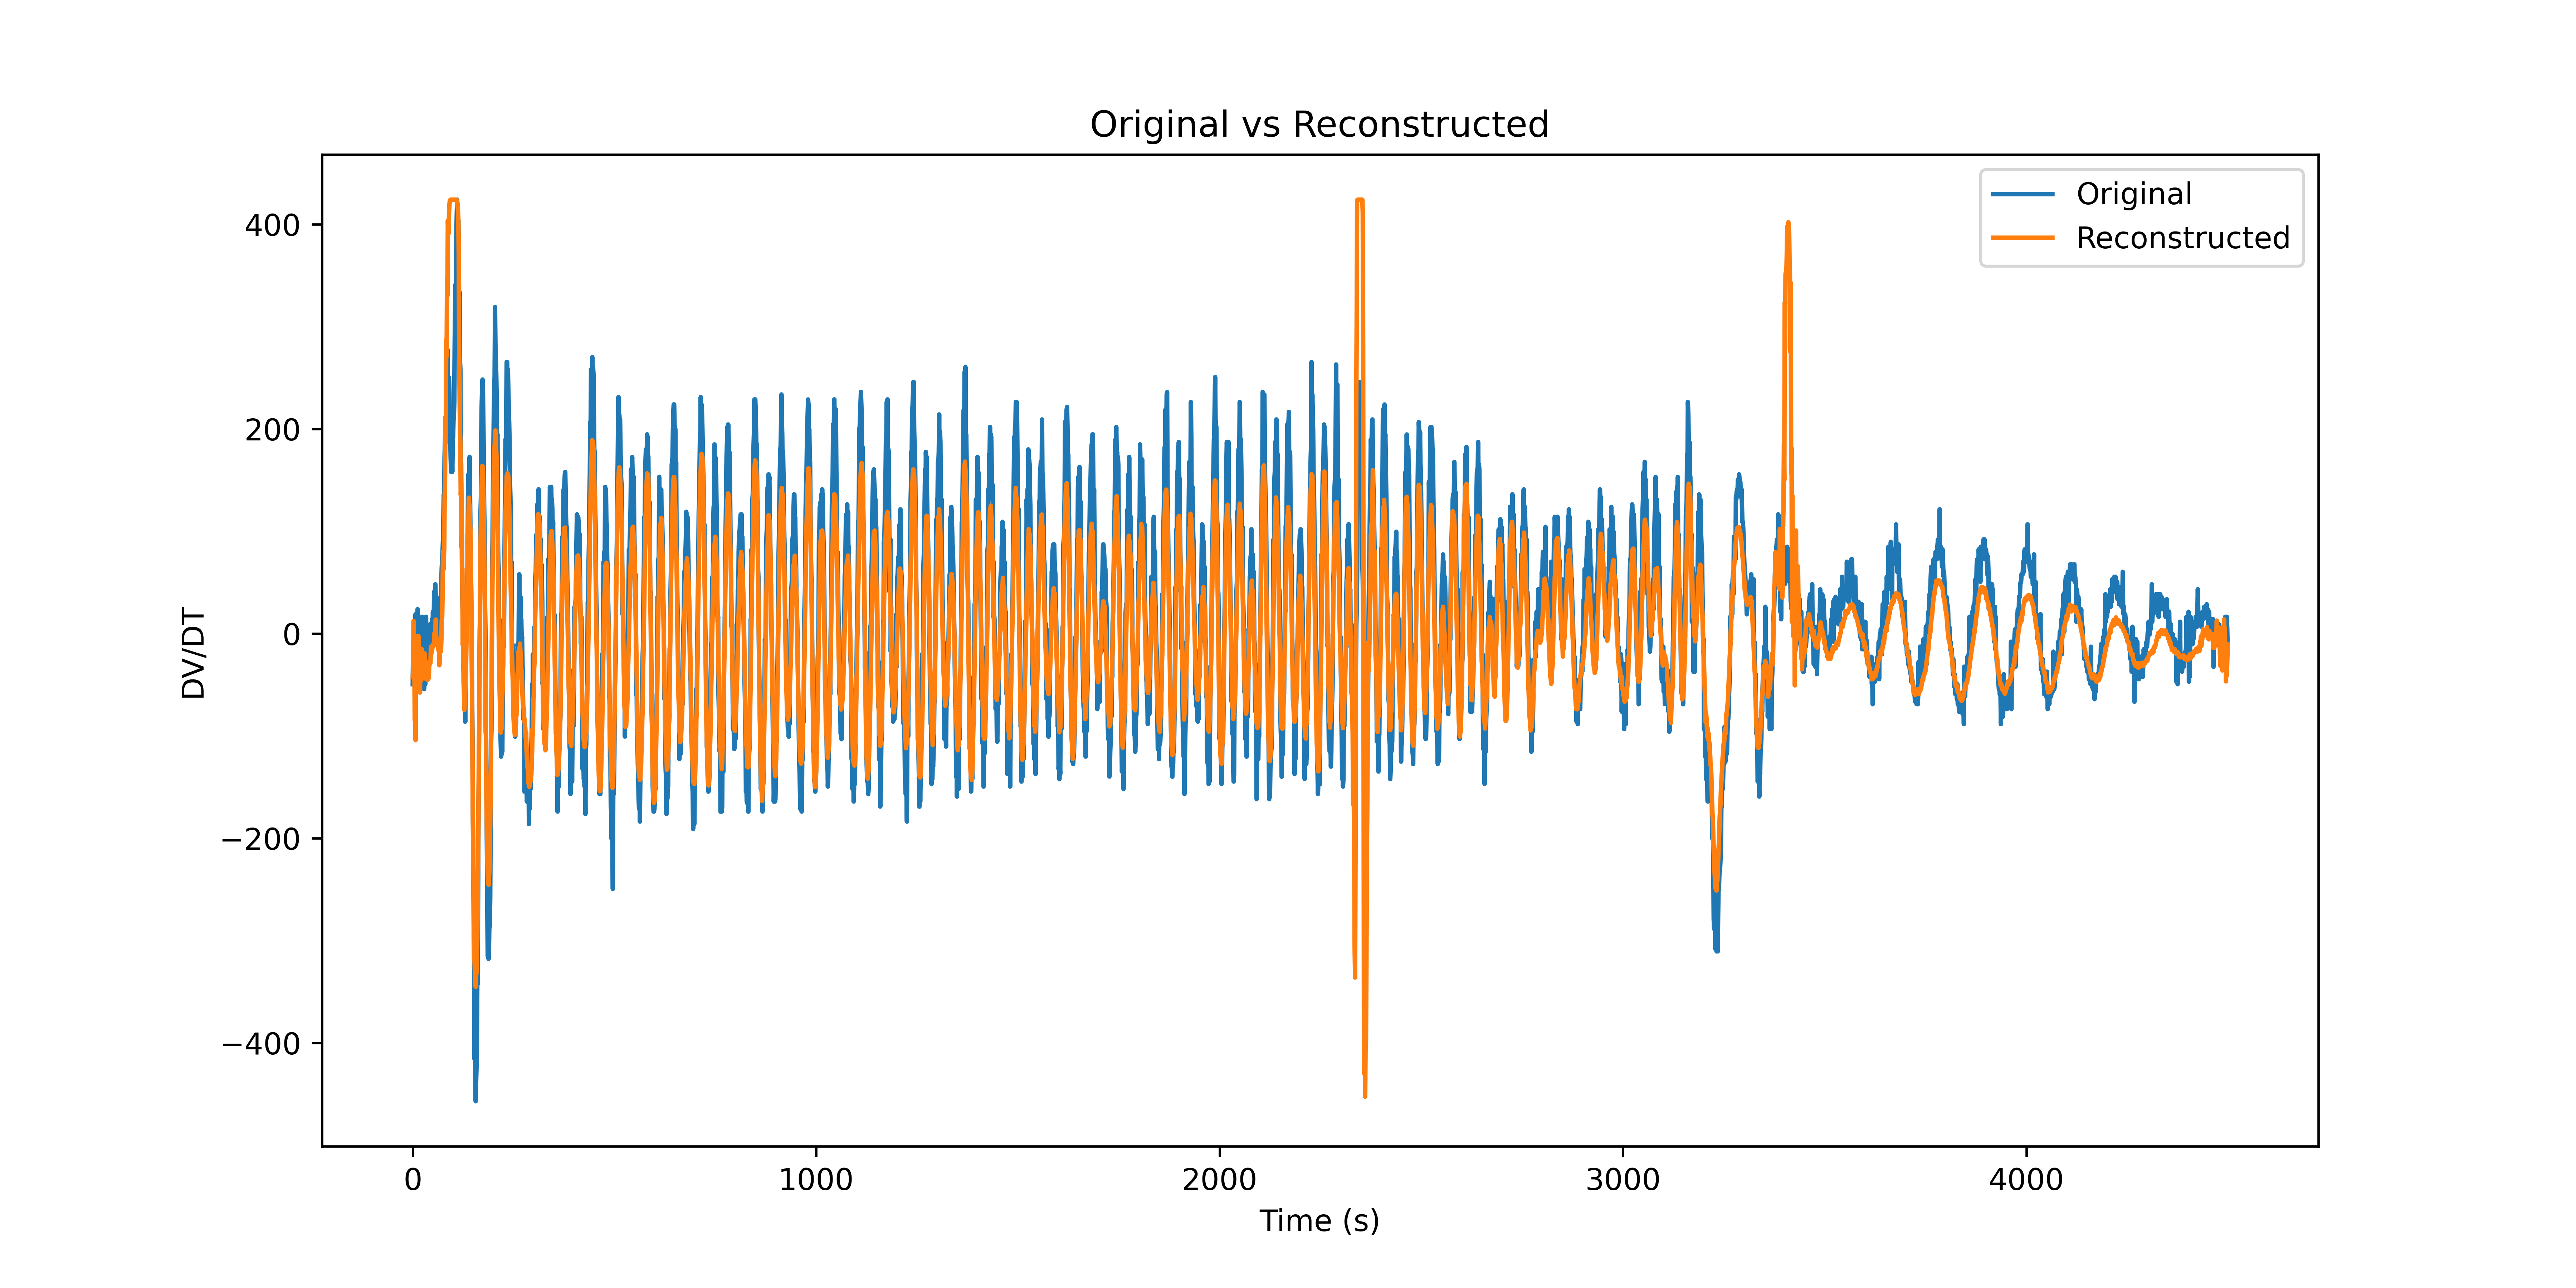 Original vs Reconstructed
Original
Reconstructed
400
200
0
−200
−400
DV/DT
0
1000
2000
3000
4000
Time (s)